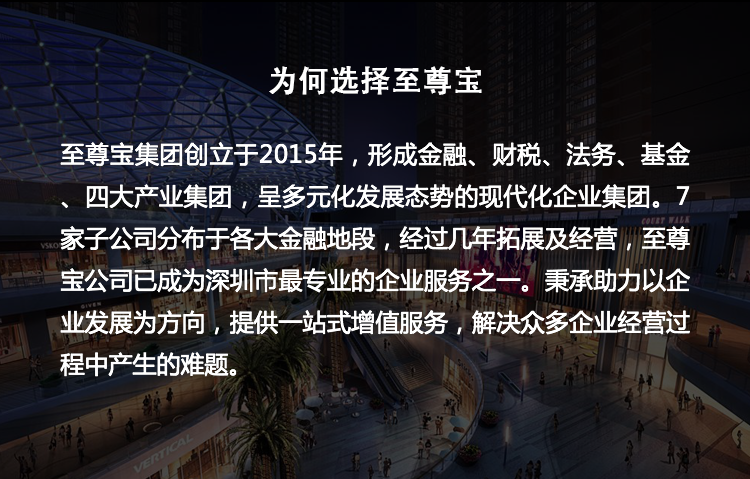 为何选择至尊宝
至尊宝集团创立于2015年，形成金融、财税、法务、基金
、四大产业集团，呈多元化发展态势的现代化企业集团。7
家子公司分布于各大金融地段，经过几年拓展及经营，至尊
宝公司已成为深圳市最专业的企业服务之一。秉承助力以企
业发展为方向，提供一站式增值服务，解决众多企业经营过
程中产生的难题。
COURT WALK
VERTICAL